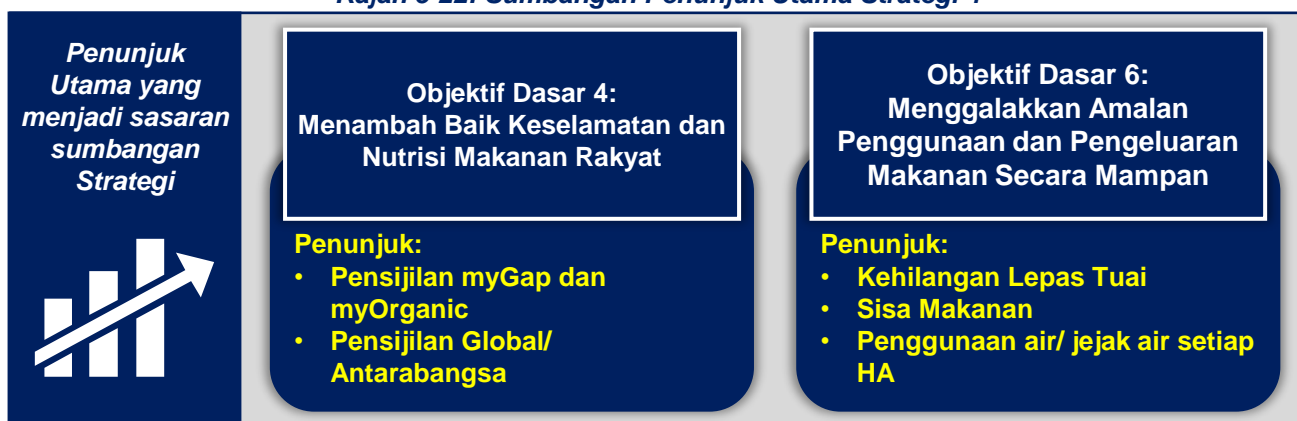 Penunjuk
Utama yang
menjadi sasaran
sumbangan
Strategi
Objektif Dasar 4:
Menambah Baik Keselamatan dan
Nutrisi Makanan Rakyat
Penunjuk:
• Pensijilan myGap dan
myOrganic
• Pensijilan Global/
Antarabangsa
Objektif Dasar 6:
Menggalakkan Amalan
Penggunaan dan Pengeluaran
Makanan Secara Mampan
Penunjuk:
• Kehilangan Lepas Tuai
• Sisa Makanan
• Penggunaan air/ jejak air setiap
HA